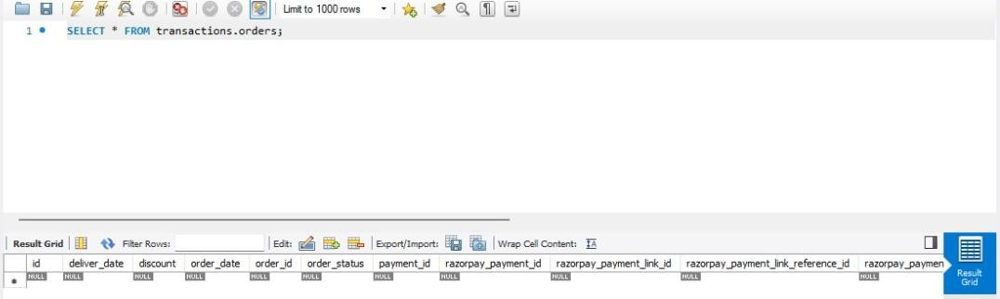 Limit to 1000 rows
1 SELECT * FROM transactions.orders;
Result Grid Filter Rows: Edit: Export/Import: Wrap Cell Content:
id deliver_date discount order_date order_id order_status payment_id razorpay_payment_id razorpay_payment_link_id razorpay_payment_link_reference_id razorpay_paymen
* NULL NULL NULL NULL NULL NULL NULL NULL NULL NULL NULL
Result
Grid